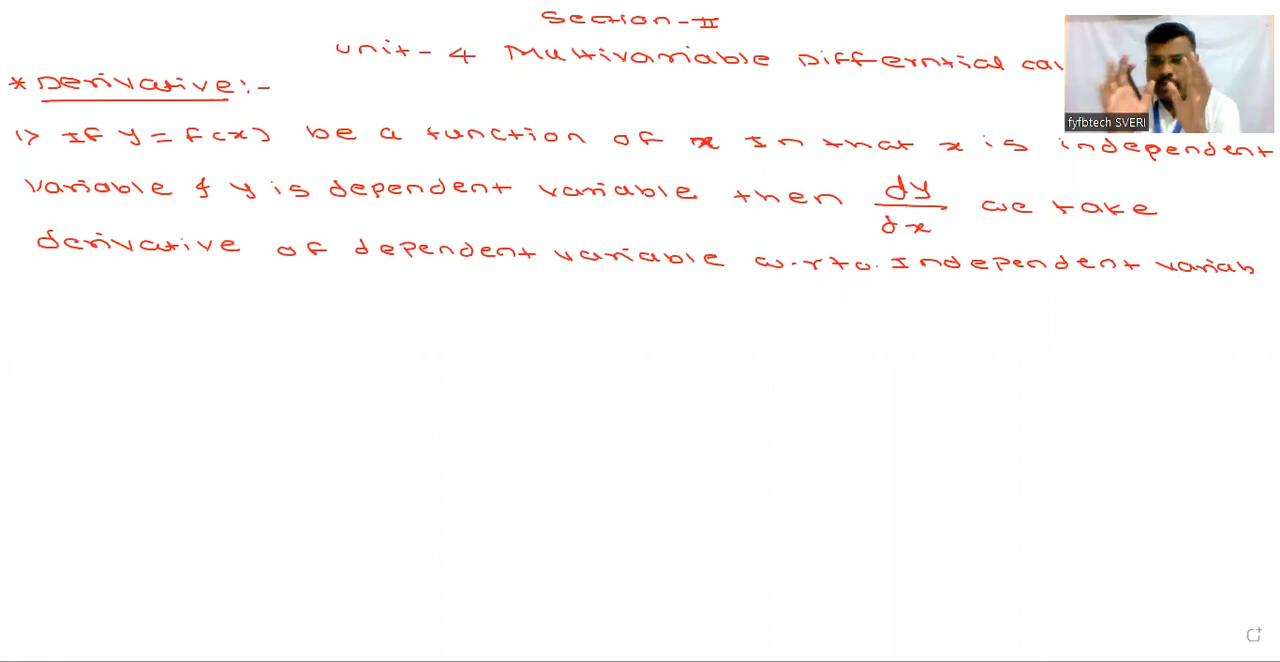 Section-II
Unit-4 Multivariable Differntial cal
* Derivative:-
fyfbtech SVERI
1) If y = f(x) be a function of x In that x is independent
variable & y is dependent variable then dy/dx we take
derivative of dependent variable w.r.to. Independent variab